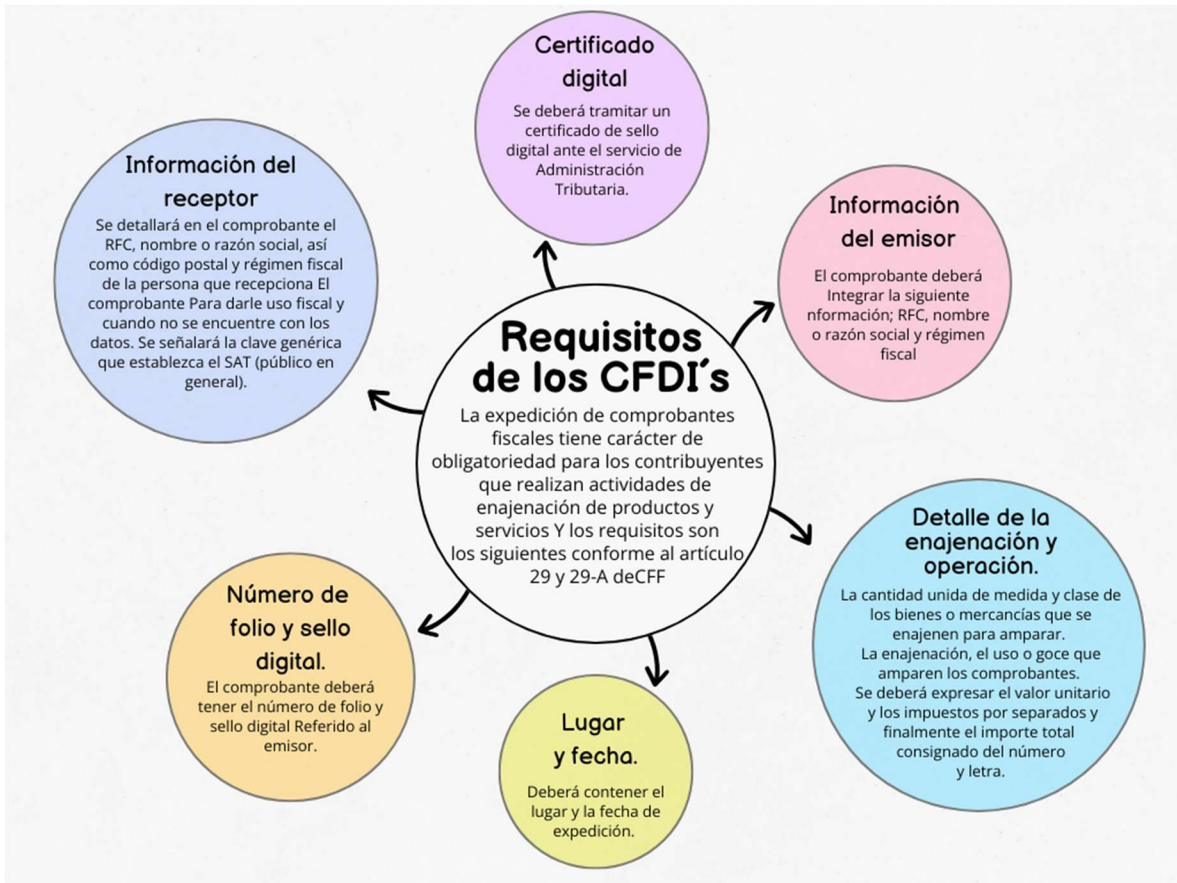 Certificado
digital
Se deberá tramitar un
certificado de sello
digital ante el servicio de
Administración
Tributaria.
Información del
receptor
Se detallará en el comprobante el
RFC, nombre o razón social, así
como código postal y régimen fiscal
de la persona que recepciona El
comprobante Para darle uso fiscal y
cuando no se encuentre con los
datos. Se señalará la clave genérica
que establezca el SAT (público en
general).
Información
del emisor
El comprobante deberá
Integrar la siguiente
nformación; RFC, nombre
o razón social y régimen
fiscal
Requisitos
de los CFDI´s
La expedición de comprobantes
fiscales tiene carácter de
obligatoriedad para los contribuyentes
que realizan actividades de
enajenación de productos y
servicios Y los requisitos son
los siguientes conforme al artículo
29 y 29-A deCFF
Detalle de la
enajenación y
operación.
La cantidad unida de medida y clase de
los bienes o mercancías que se
enajenen para amparar.
La enajenación, el uso o goce que
amparen los comprobantes.
Se deberá expresar el valor unitario
y los impuestos por separados y
finalmente el importe total
consignado del número
y letra.
Número de
folio y sello
digital.
El comprobante deberá
tener el número de folio y
sello digital Referido al
emisor.
Lugar
y fecha.
Deberá contener el
lugar y la fecha de
expedición.